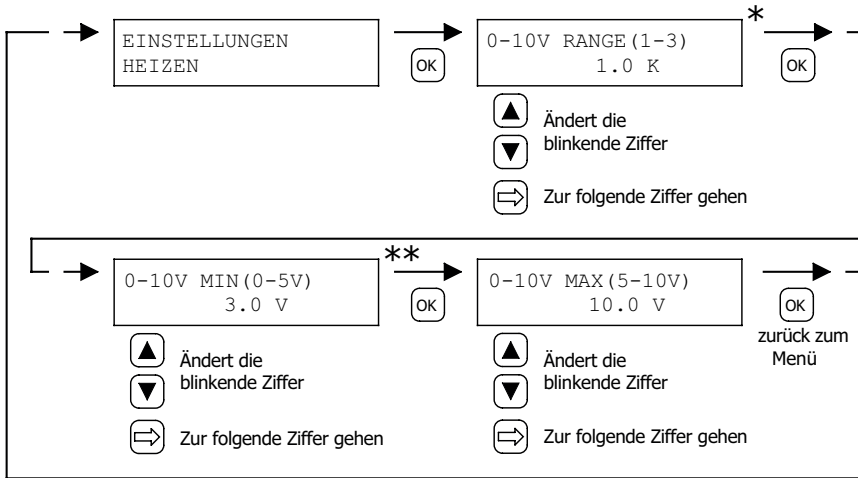 EINSTELLUNGEN
HEIZEN
OK
0-10V RANGE(1-3)
1.0 K
*
OK
Ändert die
blinkende Ziffer
Zur folgende Ziffer gehen
0-10V MIN(0-5V)
3.0 V
**
OK
0-10V MAX(5-10V)
10.0 V
OK
zurück zum
Menü
Ändert die
blinkende Ziffer
Zur folgende Ziffer gehen
Ändert die
blinkende Ziffer
Zur folgende Ziffer gehen